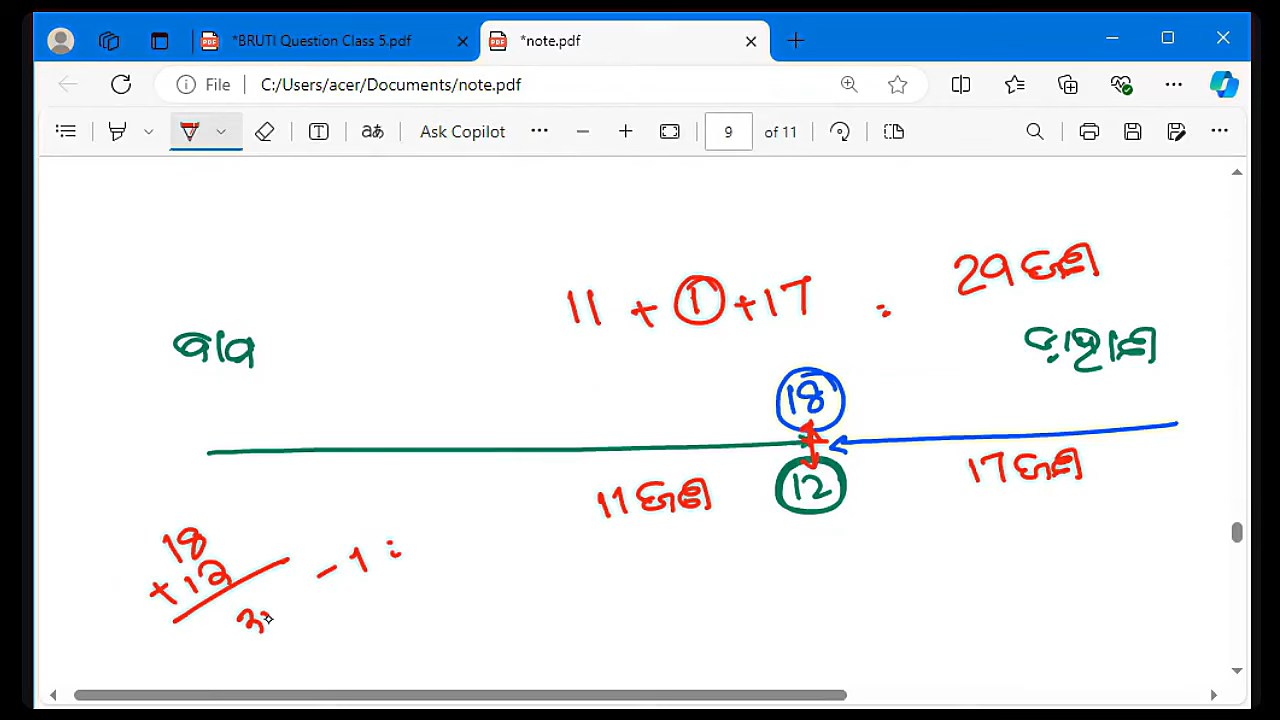 *BRUTI Question Class 5.pdf
*note.pdf
File
C:/Users/acer/Documents/note.pdf
Ask Copilot
9 of 11
29 ଜଣ
11 + 1 + 17 =
ବାମ
ଡାହାଣ
18
12
11 ଜଣ
17 ଜଣ
18
+ 12
- 1 =
3